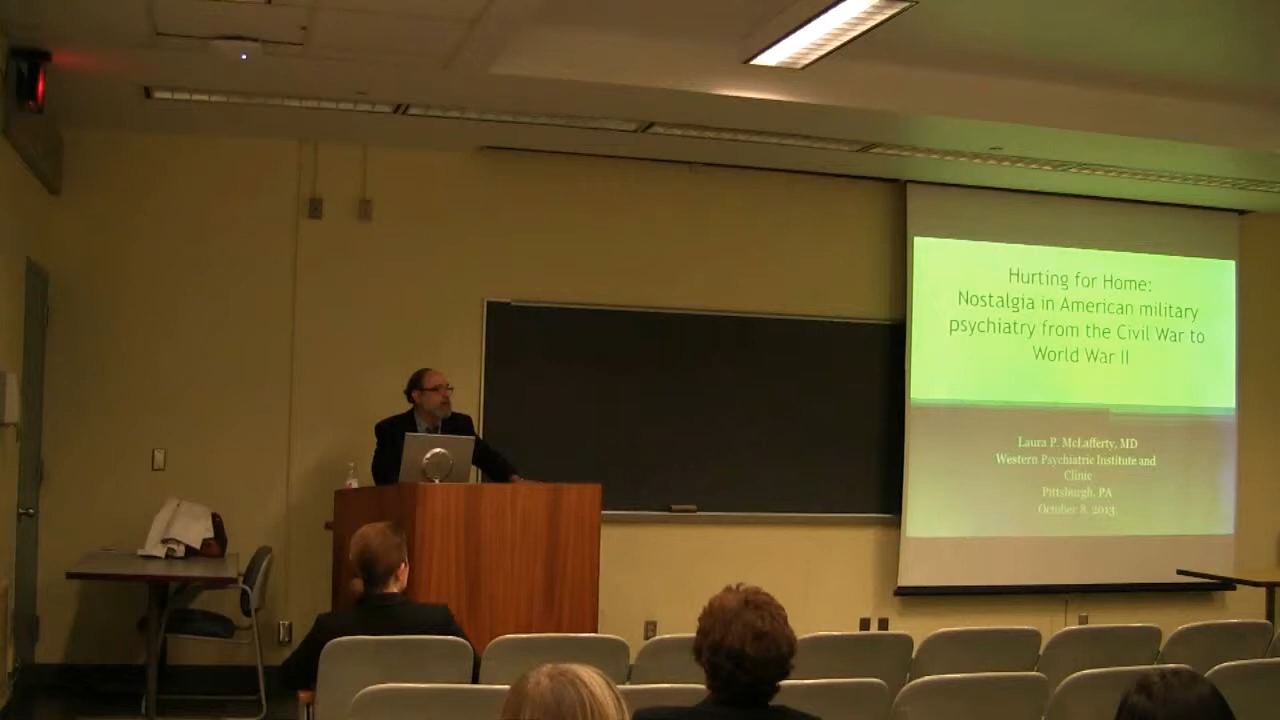 Hurting for Home:
Nostalgia in American military
psychiatry from the Civil War to
World War II
Laura P. McLafferty, MD
Western Psychiatric Institute and
Clinic
Pittsburgh, PA
October 8, 2013